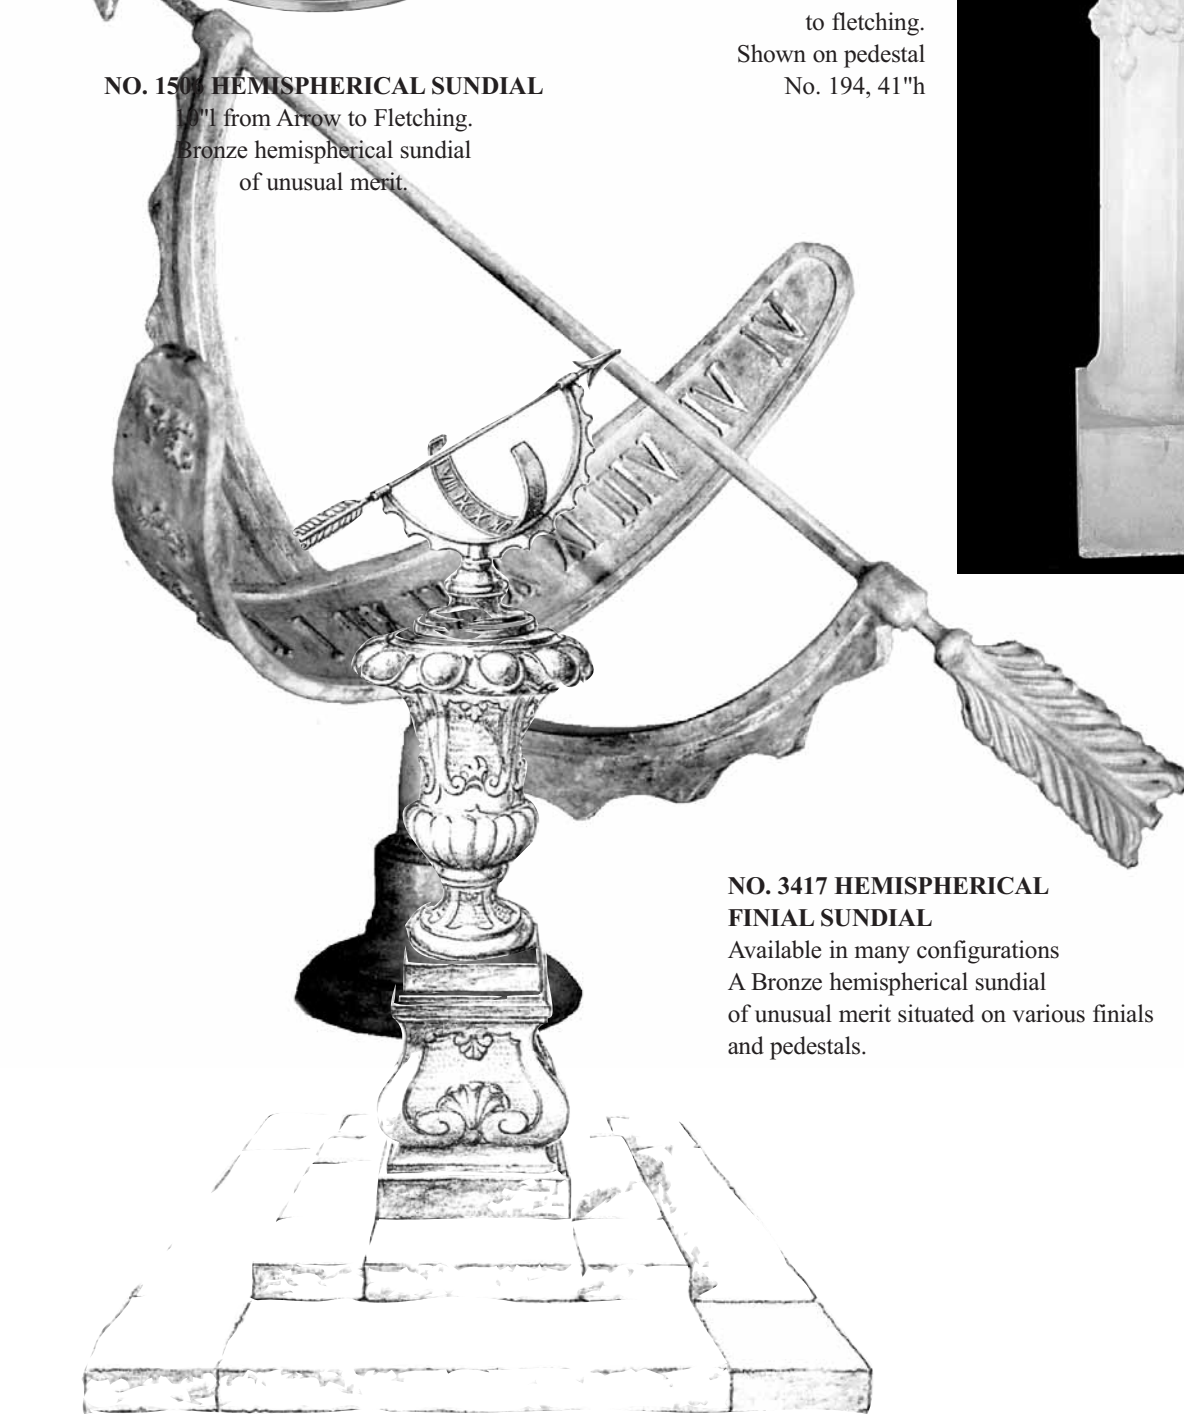 to fletching.
Shown on pedestal
No. 194, 41"h
NO. HEMISPHERICAL SUNDIAL
from Arrow to Fletching.
Bronze hemispherical sundial
of unusual merit.
NO. 3417 HEMISPHERICAL
FINIAL SUNDIAL
Available in many configurations
A Bronze hemispherical sundial
of unusual merit situated on various finials
and pedestals.